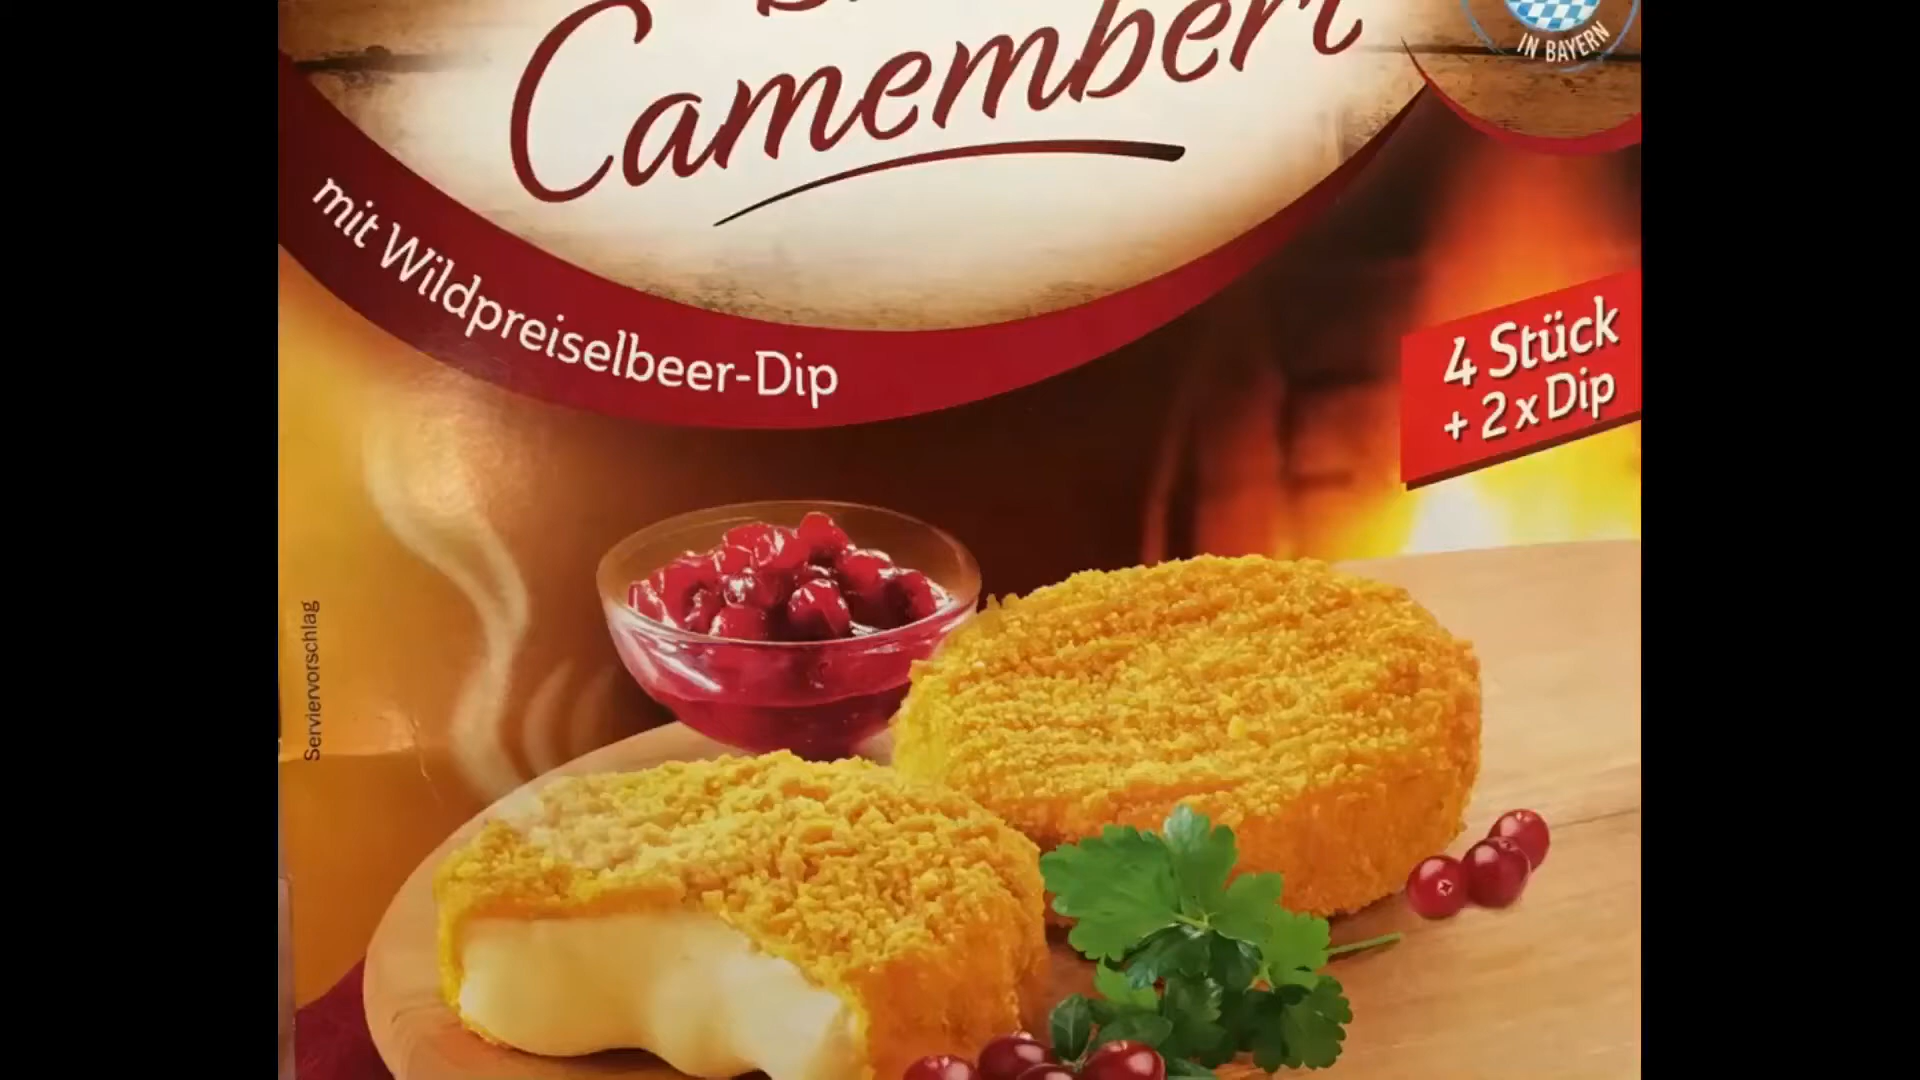 Camembert
IN BAYERN
mit Wildpreiselbeer-Dip
4 Stück
+ 2 x Dip
Serviervorschlag